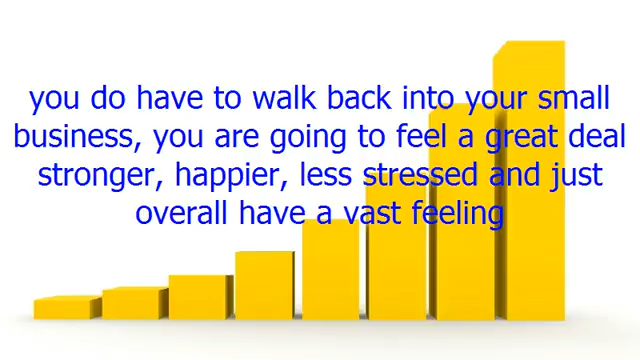 you do have to walk back into your small
business, you are going to feel a great deal
stronger, happier, less stressed and just
overall have a vast feeling